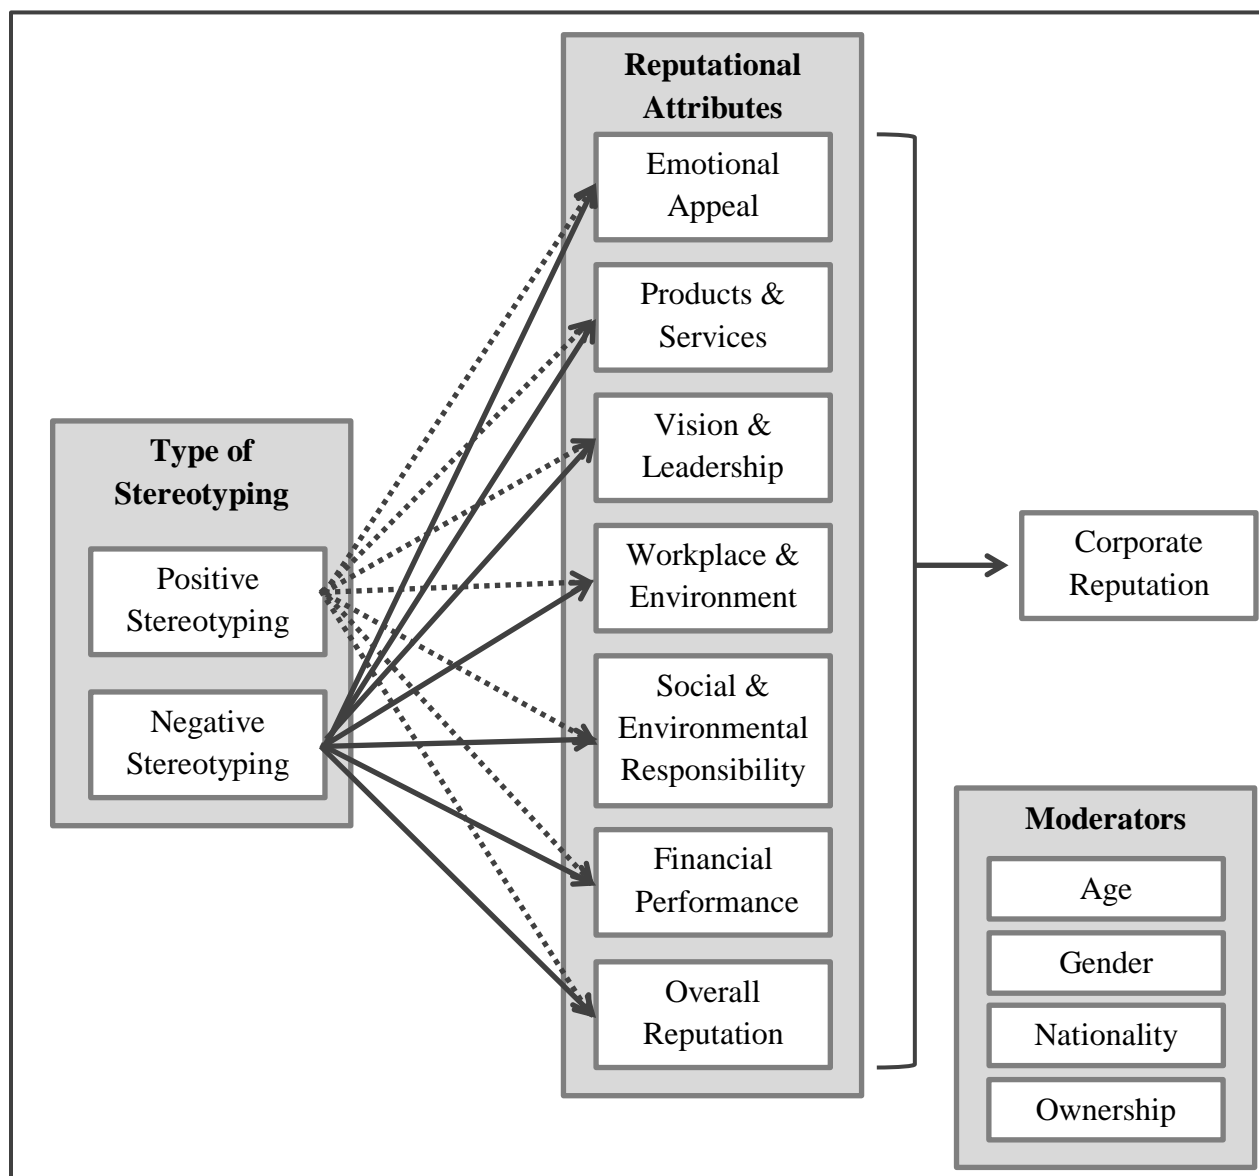 Type of
Stereotyping
Positive
Stereotyping
Negative
Stereotyping
Reputational
Attributes
Emotional
Appeal
Products &
Services
Vision &
Leadership
Workplace &
Environment
Social &
Environmental
Responsibility
Financial
Performance
Overall
Reputation
Corporate
Reputation
Moderators
Age
Gender
Nationality
Ownership